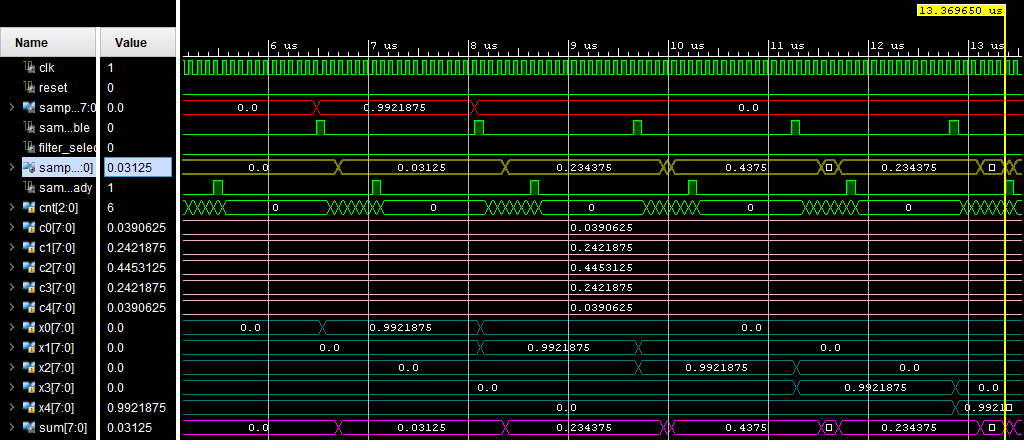 13.369650 us
Name Value
6 us 7 us 8 us 9 us 10 us 11 us 12 us 13
clk 1
reset 0
samp...7:0 0.0 0.0 0.9921875 0.0
sam...ble 0
filter_selec 0
samp...:0] 0.03125 0.0 0.03125 0.234375 0.4375 0.234375
sam...ady 1
cnt[2:0] 6 0 0 0 0 0
c0[7:0] 0.0390625 0.0390625
c1[7:0] 0.2421875 0.2421875
c2[7:0] 0.4453125 0.4453125
c3[7:0] 0.2421875 0.2421875
c4[7:0] 0.0390625 0.0390625
x0[7:0] 0.0 0.0 0.9921875 0.0
x1[7:0] 0.0 0.0 0.9921875 0.0
x2[7:0] 0.0 0.0 0.9921875 0.0
x3[7:0] 0.0 0.0 0.9921875 0.0
x4[7:0] 0.9921875 0.0 0.9921
sum[7:0] 0.03125 0.0 0.03125 0.234375 0.4375 0.234375